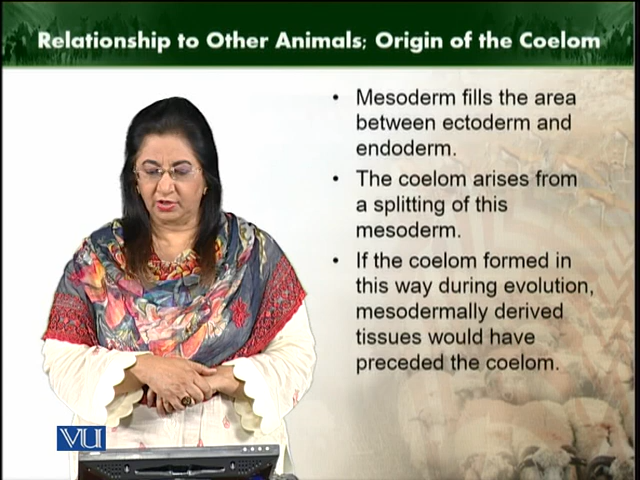 Relationship to Other Animals; Origin of the Coelom
• Mesoderm fills the area
between ectoderm and
endoderm.
• The coelom arises from
a splitting of this
mesoderm.
• If the coelom formed in
this way during evolution,
mesodermally derived
tissues would have
preceded the coelom.
VU